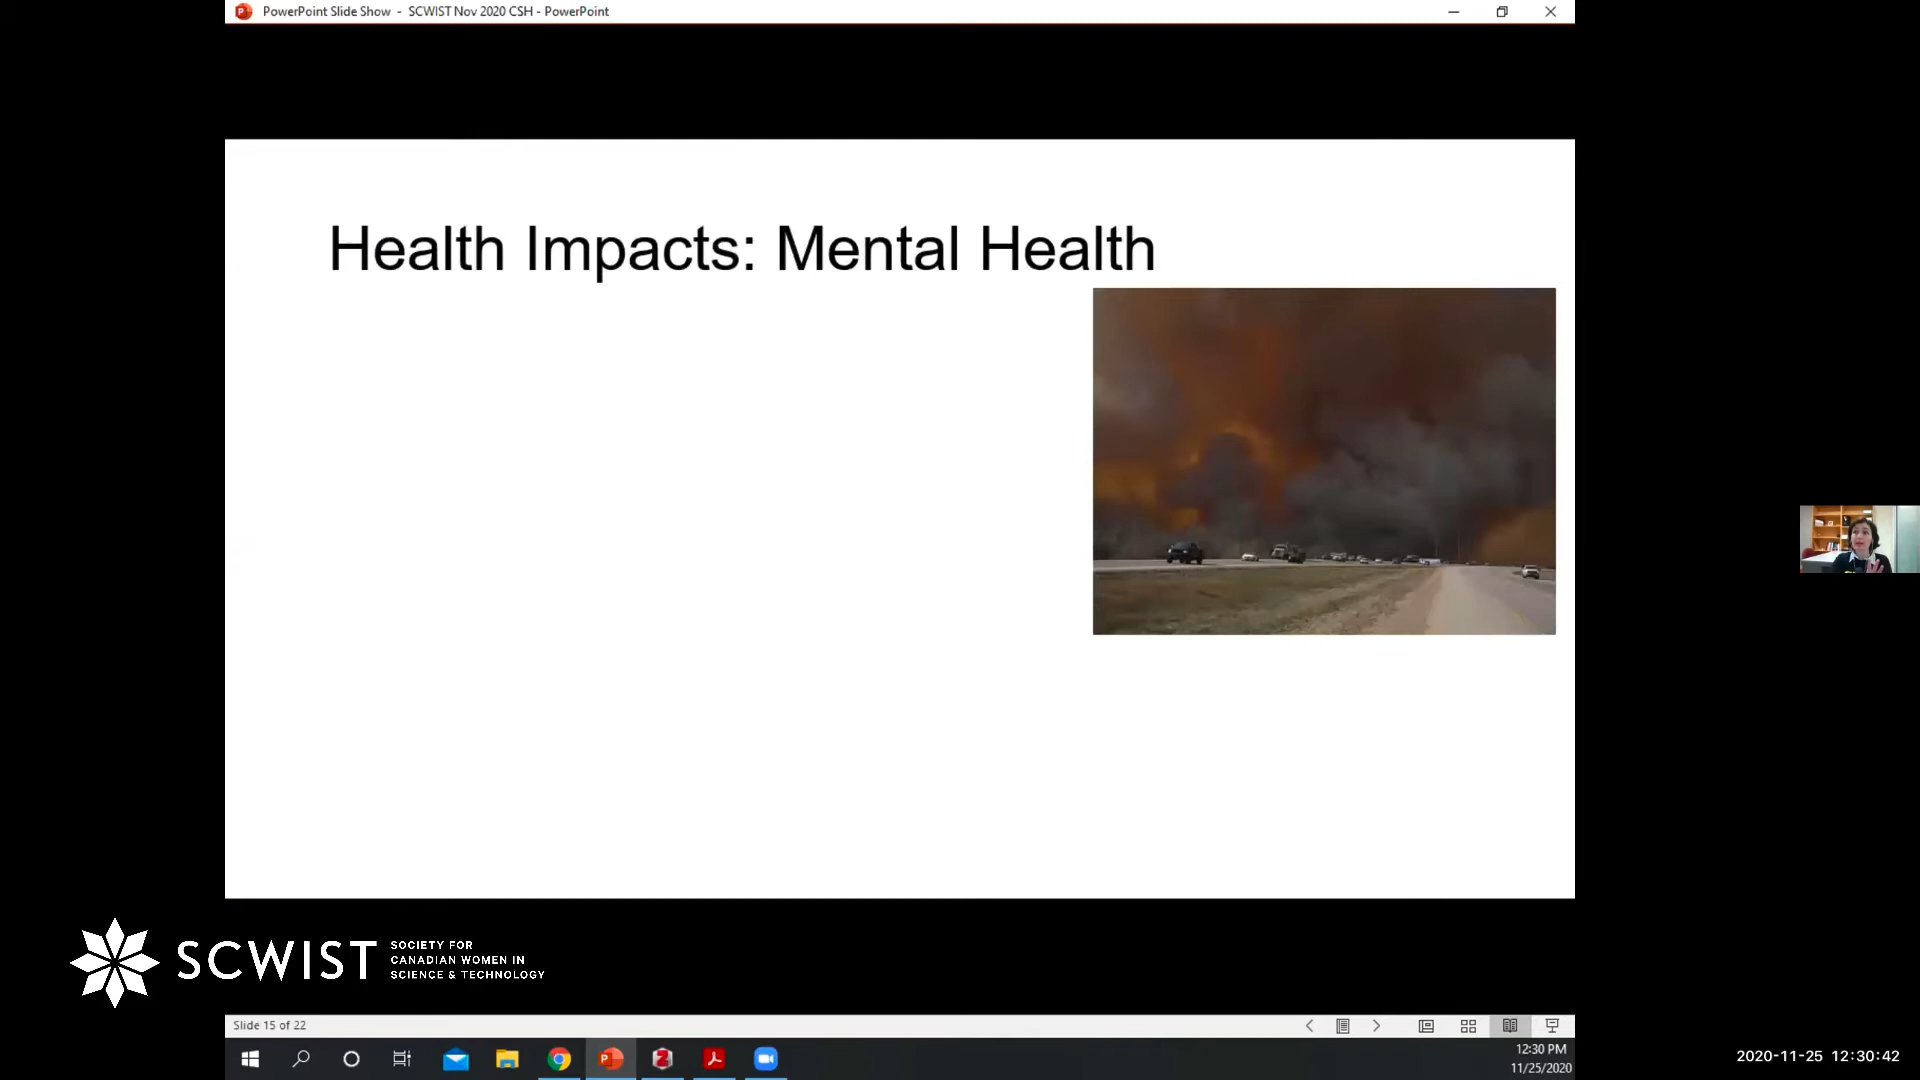 PowerPoint Slide Show - SCWIST Nov 2020 CSH - PowerPoint
Health Impacts: Mental Health
SCWIST
SOCIETY FOR
CANADIAN WOMEN IN
SCIENCE & TECHNOLOGY
Slide 15 of 22
12:30 PM
11/25/2020
2020-11-25 12:30:42